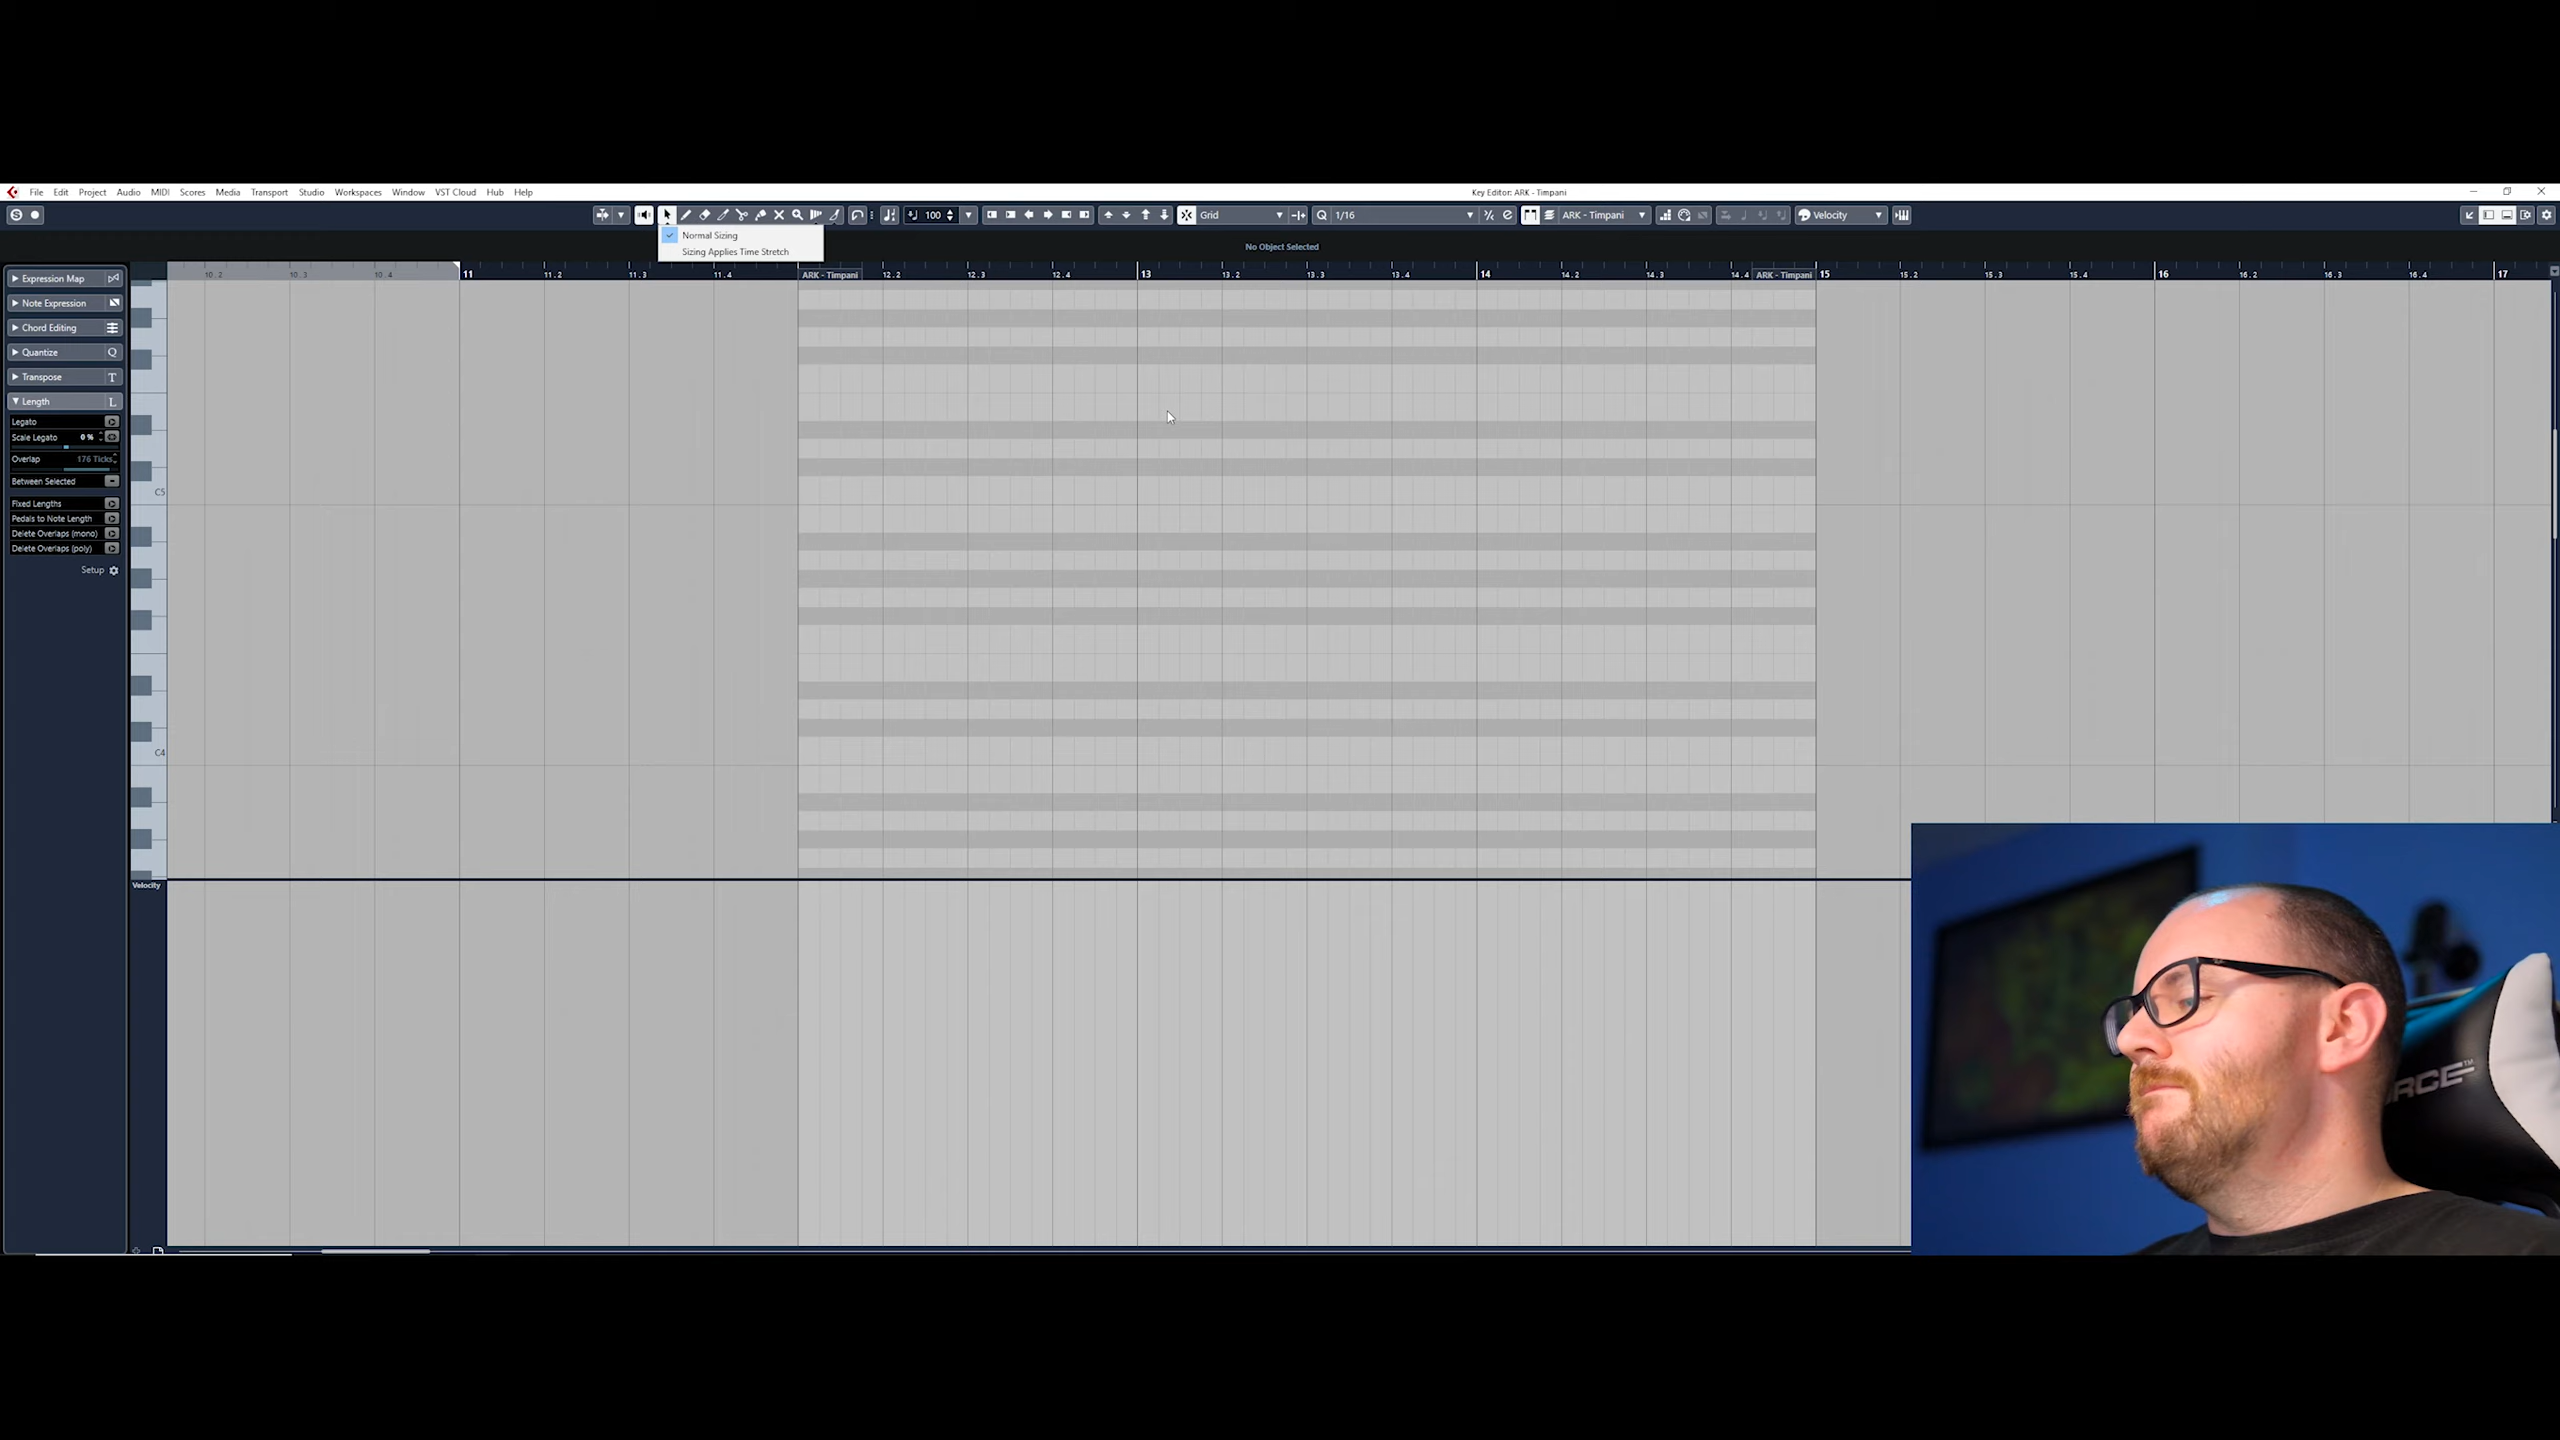 File Edit Project Audio MIDI Scores Media Transport Studio Workspaces Window VST Cloud Hub Help
Key Editor: ARK - Timpani
S
100
Grid
Q 1/16
ARK - Timpani
Velocity
Normal Sizing
Sizing Applies Time Stretch
No Object Selected
10.2 10.3 10.4 11 11.2 11.3 11.4 ARK - Timpani 12.2 12.3 12.4 13 13.2 13.3 13.4 14 14.2 14.3 14.4 ARK - Timpani 15 15.2 15.3 15.4 16 16.2 16.3 16.4 17
Expression Map
Note Expression
Chord Editing
Quantize Q
Transpose T
Length L
Legato
Scale Legato 0 %
Overlap 176 Ticks
Between Selected
Fixed Lengths
Pedals to Note Length
Delete Overlaps (mono)
Delete Overlaps (poly)
Setup
C5
C4
Velocity
RCE™